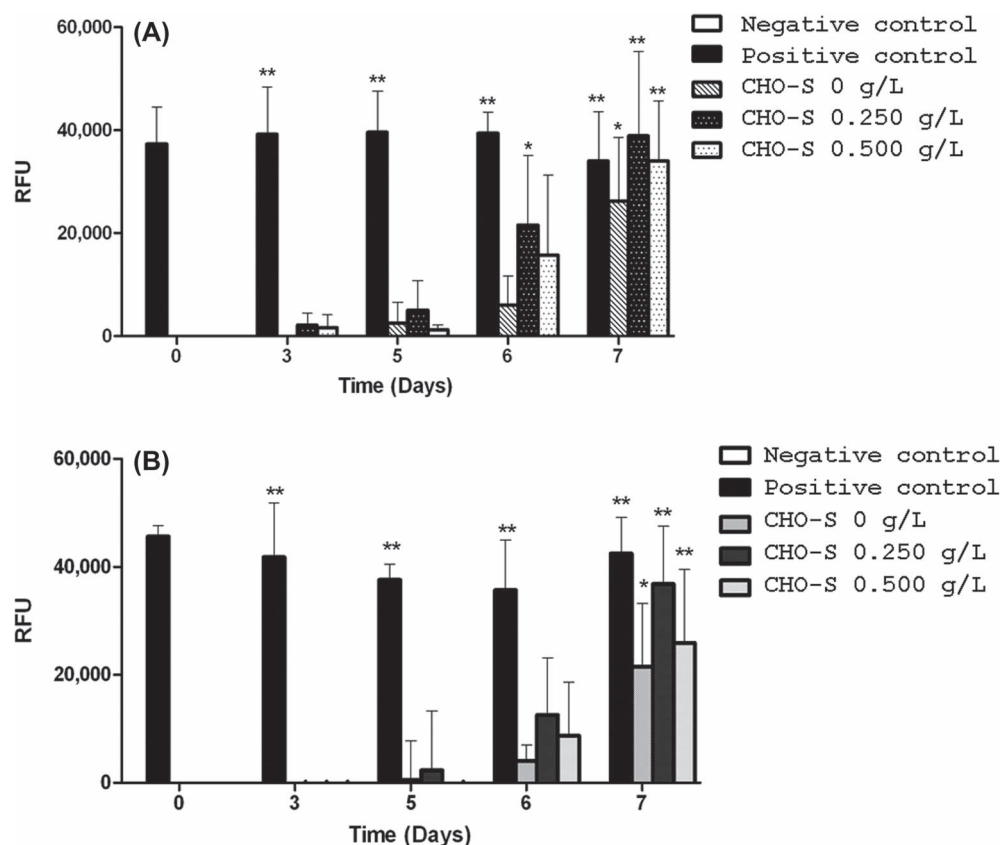 (A)
60,000
40,000
20,000
0
RFU
** ** ** ** ** **
* *
0 3 5 6 7
Time (Days)
Negative control
Positive control
CHO-S 0 g/L
CHO-S 0.250 g/L
CHO-S 0.500 g/L
(B)
60,000
40,000
20,000
0
RFU
** ** ** ** ** **
*
0 3 5 6 7
Time (Days)
Negative control
Positive control
CHO-S 0 g/L
CHO-S 0.250 g/L
CHO-S 0.500 g/L